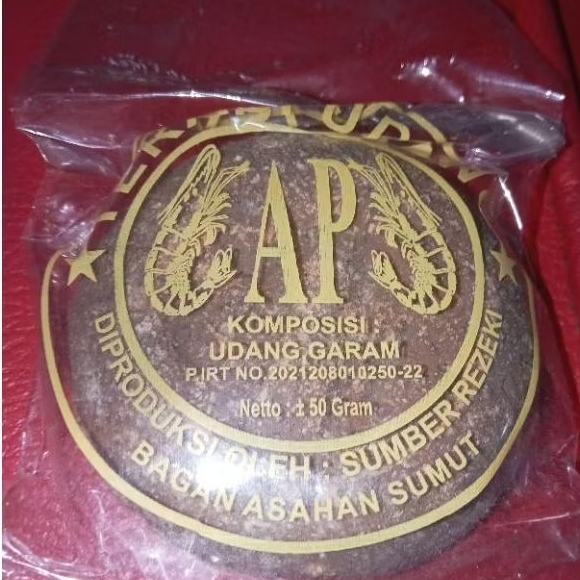 AP
KOMPOSISI :
UDANG,GARAM
P.IRT NO.2021208010250-22
Netto : ± 50 Gram
DIPRODUKSI OLEH : SUMBER REZEKI
BAGAN ASAHAN SUMUT